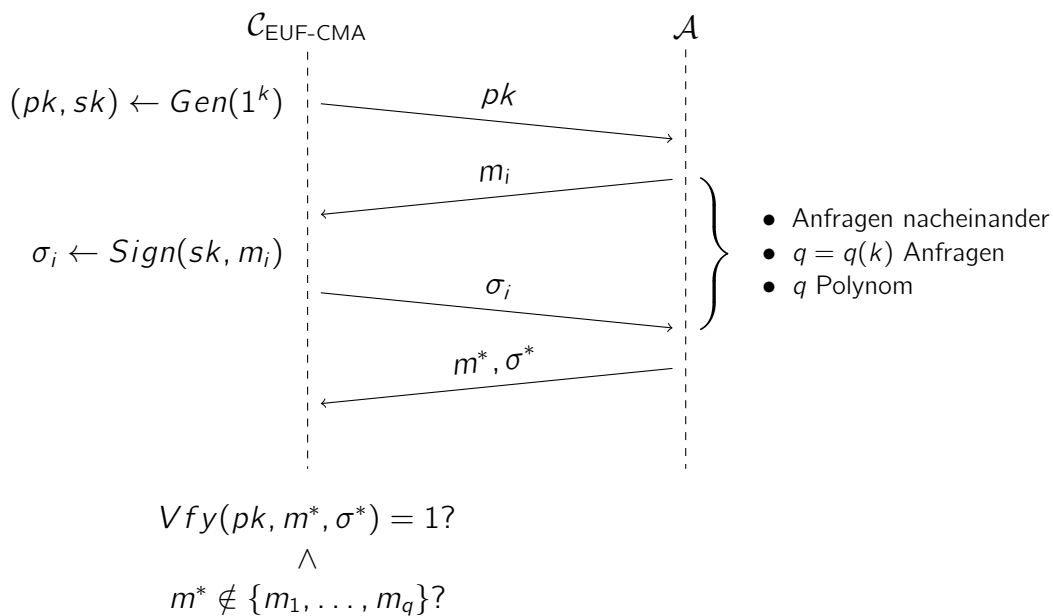 𝒞_EUF-CMA 𝒜
(pk, sk) ← Gen(1^k)
pk
m_i
σ_i ← Sign(sk, m_i)
σ_i
• Anfragen nacheinander
• q = q(k) Anfragen
• q Polynom
m*, σ*
Vfy(pk, m*, σ*) = 1?
∧
m* ∉ {m_1, . . . , m_q}?